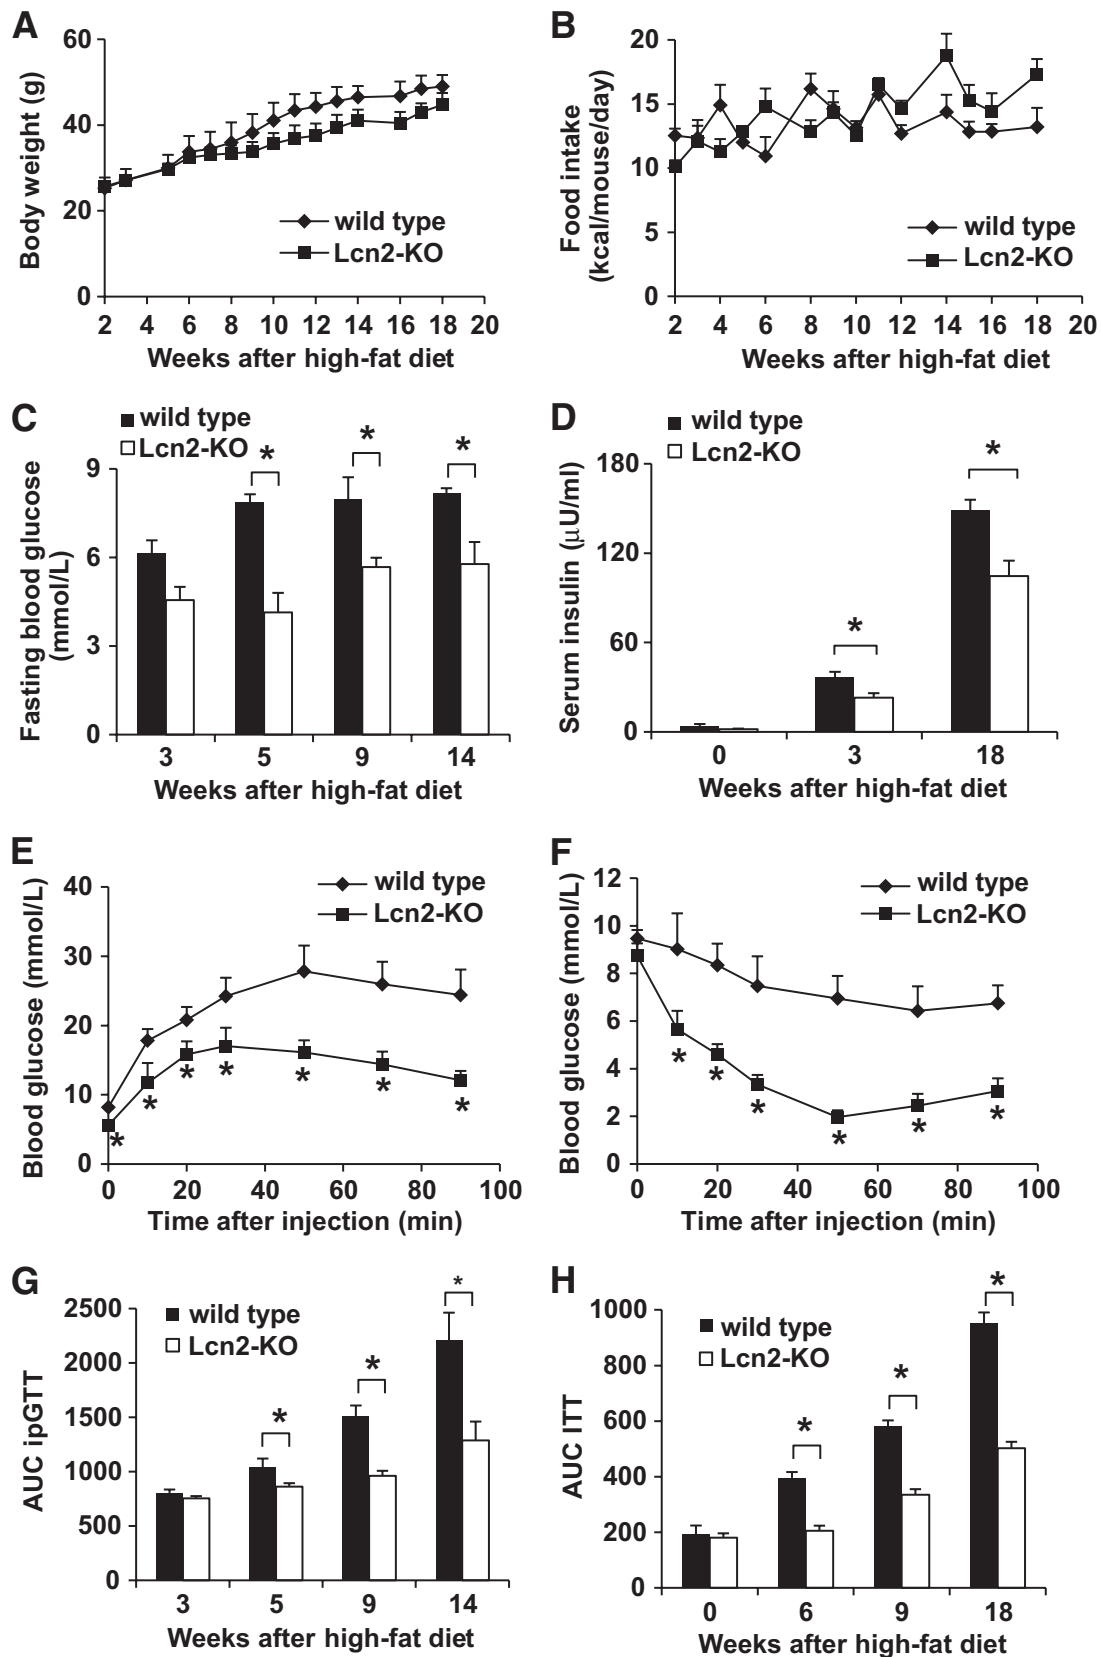 A
60
40
20
0
Body weight (g)
wild type
Lcn2-KO
2 4 6 8 10 12 14 16 18 20
Weeks after high-fat diet
B
20
15
10
5
0
Food intake
(kcal/mouse/day)
wild type
Lcn2-KO
2 4 6 8 10 12 14 16 18 20
Weeks after high-fat diet
C
wild type
Lcn2-KO
9
6
3
0
Fasting blood glucose
(mmol/L)
* * *
3 5 9 14
Weeks after high-fat diet
D
wild type
Lcn2-KO
180
120
60
0
Serum insulin (µU/ml)
* *
0 3 18
Weeks after high-fat diet
E
40
30
20
10
0
Blood glucose (mmol/L)
wild type
Lcn2-KO
* * * * * * *
0 20 40 60 80 100
Time after injection (min)
F
12
10
8
6
4
2
0
Blood glucose (mmol/L)
wild type
Lcn2-KO
* * * * * *
0 20 40 60 80 100
Time after injection (min)
G
2500
2000
1500
1000
500
0
AUC ipGTT
wild type
Lcn2-KO
* * *
3 5 9 14
Weeks after high-fat diet
H
1000
800
600
400
200
0
AUC ITT
wild type
Lcn2-KO
* * *
0 6 9 18
Weeks after high-fat diet